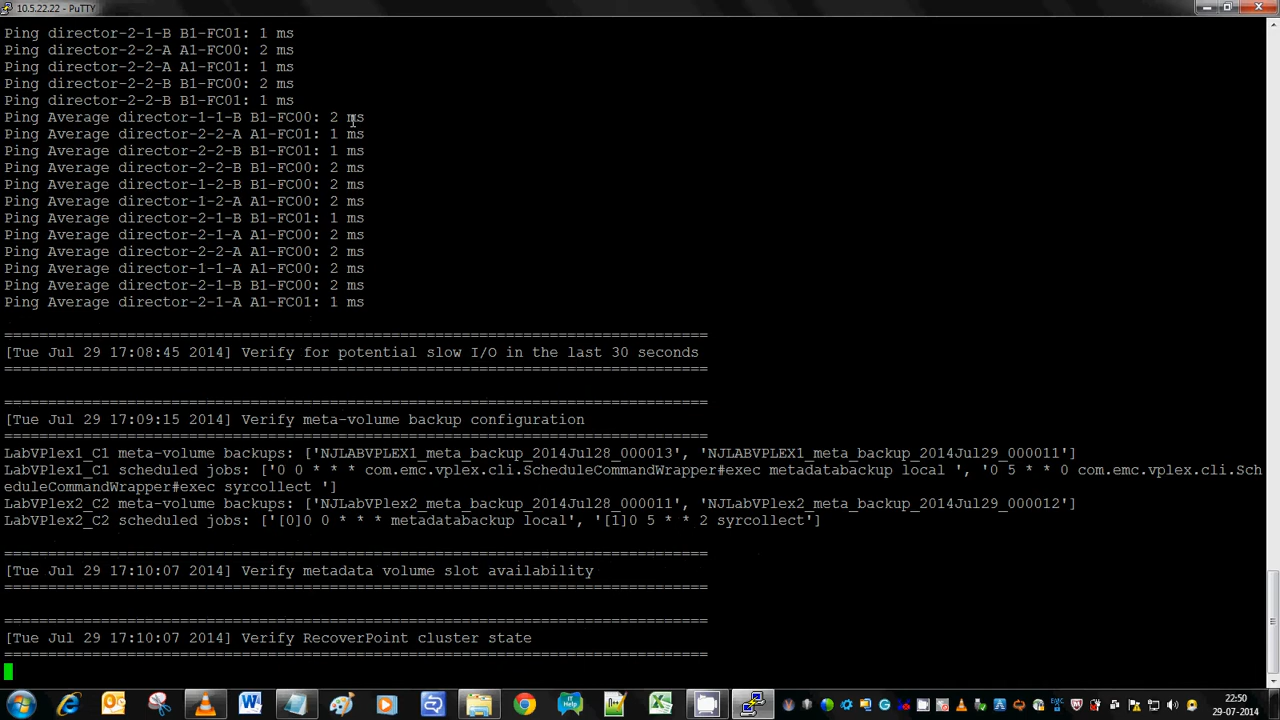 10.5.22.22 - PuTTY
Ping director-2-1-B B1-FC01: 1 ms
Ping director-2-2-A A1-FC00: 2 ms
Ping director-2-2-A A1-FC01: 1 ms
Ping director-2-2-B B1-FC00: 2 ms
Ping director-2-2-B B1-FC01: 1 ms
Ping Average director-1-1-B B1-FC00: 2 ms
Ping Average director-2-2-A A1-FC01: 1 ms
Ping Average director-2-2-B B1-FC01: 1 ms
Ping Average director-2-2-B B1-FC00: 2 ms
Ping Average director-1-2-B B1-FC00: 2 ms
Ping Average director-1-2-A A1-FC00: 2 ms
Ping Average director-2-1-B B1-FC01: 1 ms
Ping Average director-2-1-A A1-FC00: 2 ms
Ping Average director-2-2-A A1-FC00: 2 ms
Ping Average director-1-1-A A1-FC00: 2 ms
Ping Average director-2-1-B B1-FC00: 2 ms
Ping Average director-2-1-A A1-FC01: 1 ms
================================================================================
[Tue Jul 29 17:08:45 2014] Verify for potential slow I/O in the last 30 seconds
================================================================================
================================================================================
[Tue Jul 29 17:09:15 2014] Verify meta-volume backup configuration
================================================================================
LabVPlex1_C1 meta-volume backups: ['NJLABVPLEX1_meta_backup_2014Jul28_000013', 'NJLABVPLEX1_meta_backup_2014Jul29_000011']
LabVPlex1_C1 scheduled jobs: ['0 0 * * * com.emc.vplex.cli.ScheduleCommandWrapper#exec metadatabackup local ', '0 5 * * 0 com.emc.vplex.cli.Sch
eduleCommandWrapper#exec syrcollect ']
LabVPlex2_C2 meta-volume backups: ['NJLabVPlex2_meta_backup_2014Jul28_000011', 'NJLabVPlex2_meta_backup_2014Jul29_000012']
LabVPlex2_C2 scheduled jobs: ['[0]0 0 * * * metadatabackup local', '[1]0 5 * * 2 syrcollect']
================================================================================
[Tue Jul 29 17:10:07 2014] Verify metadata volume slot availability
================================================================================
================================================================================
[Tue Jul 29 17:10:07 2014] Verify RecoverPoint cluster state
================================================================================
22:50
29-07-2014